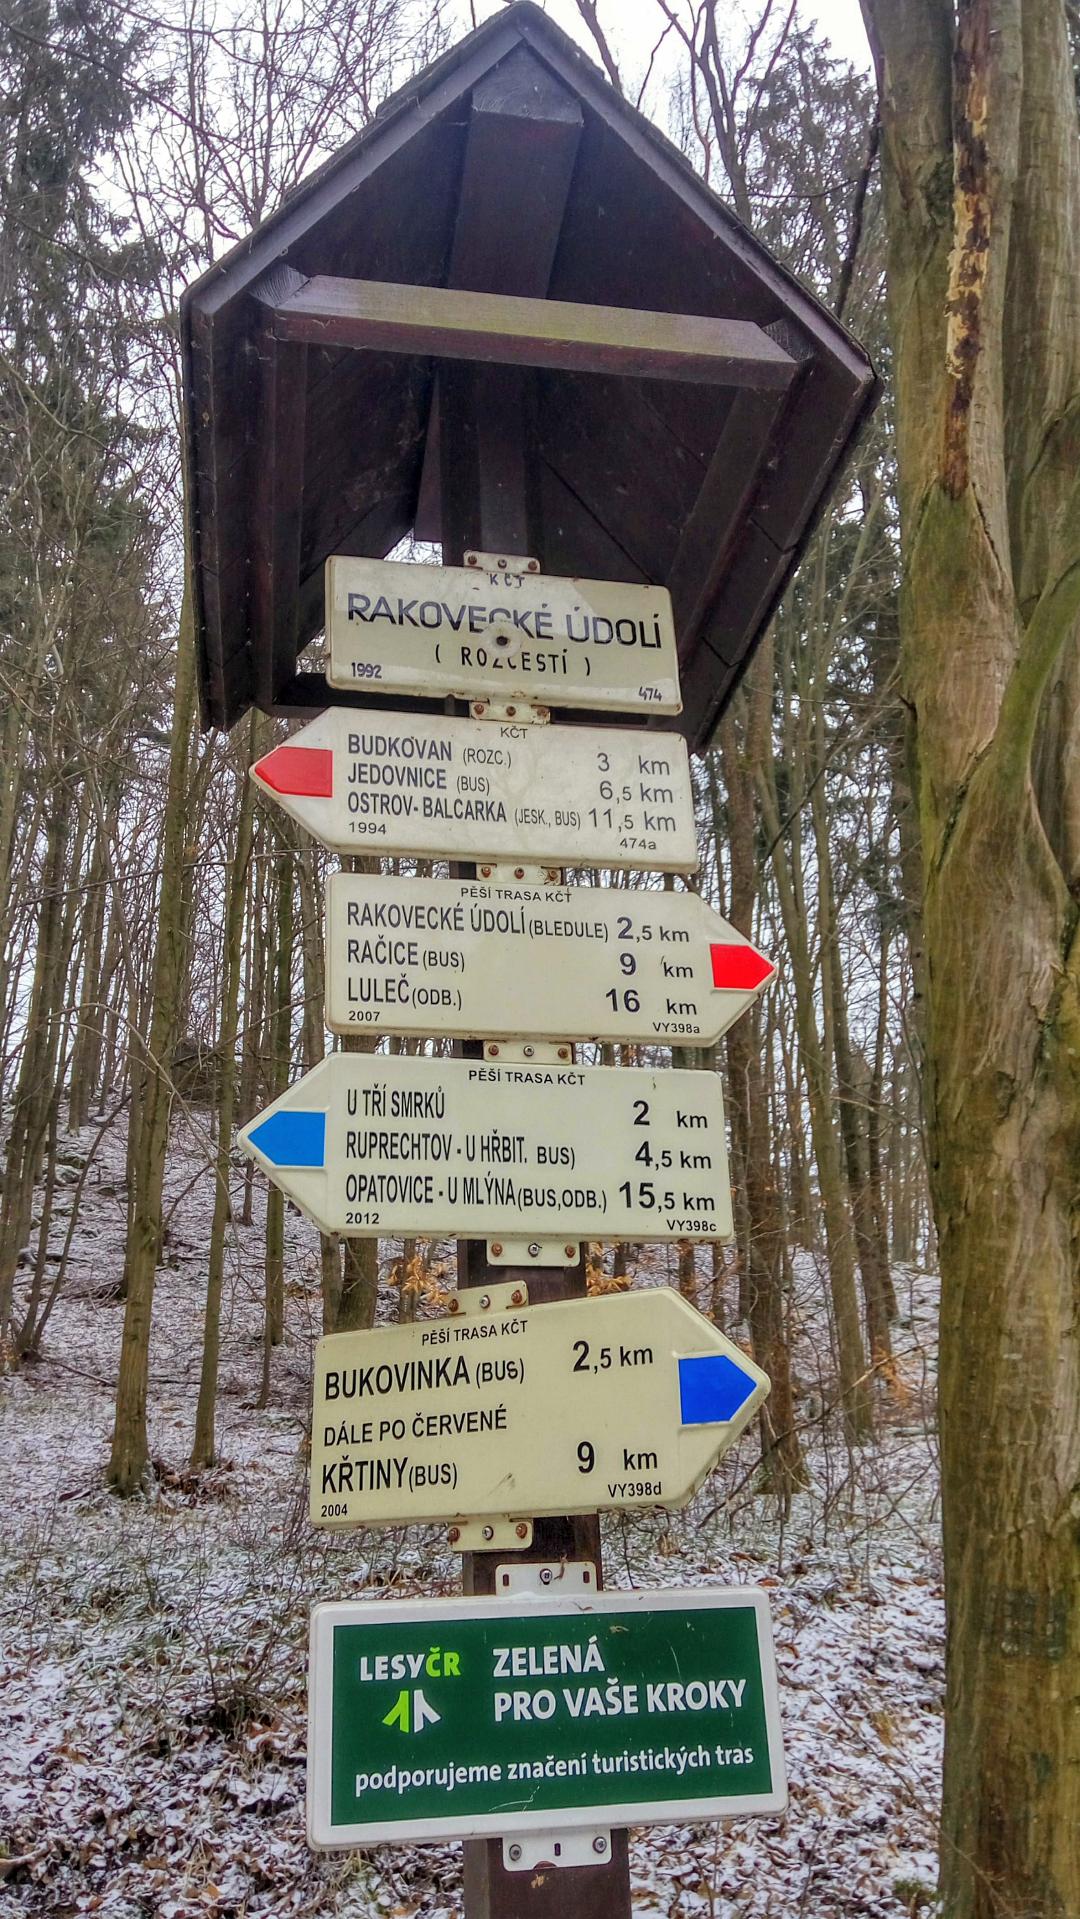 KČT
RAKOVECKÉ ÚDOLÍ
( ROZCESTÍ )
1992 474
KČT
BUDKOVAN (ROZC.) 3 km
JEDOVNICE (BUS) 6,5 km
OSTROV-BALCARKA (JESK., BUS) 11,5 km
1994 474a
PĚŠÍ TRASA KČT
RAKOVECKÉ ÚDOLÍ (BLEDULE) 2,5 km
RAČICE (BUS) 9 km
LULEČ (ODB.) 16 km
2007 VY398a
PĚŠÍ TRASA KČT
U TŘÍ SMRKŮ 2 km
RUPRECHTOV - U HŘBIT. BUS) 4,5 km
OPATOVICE - U MLÝNA (BUS,ODB.) 15,5 km
2012 VY398c
PĚŠÍ TRASA KČT
BUKOVINKA (BUS) 2,5 km
DÁLE PO ČERVENÉ
KŘTINY (BUS) 9 km
2004 VY398d
LESY ČR
ZELENÁ
PRO VAŠE KROKY
podporujeme značení turistických tras